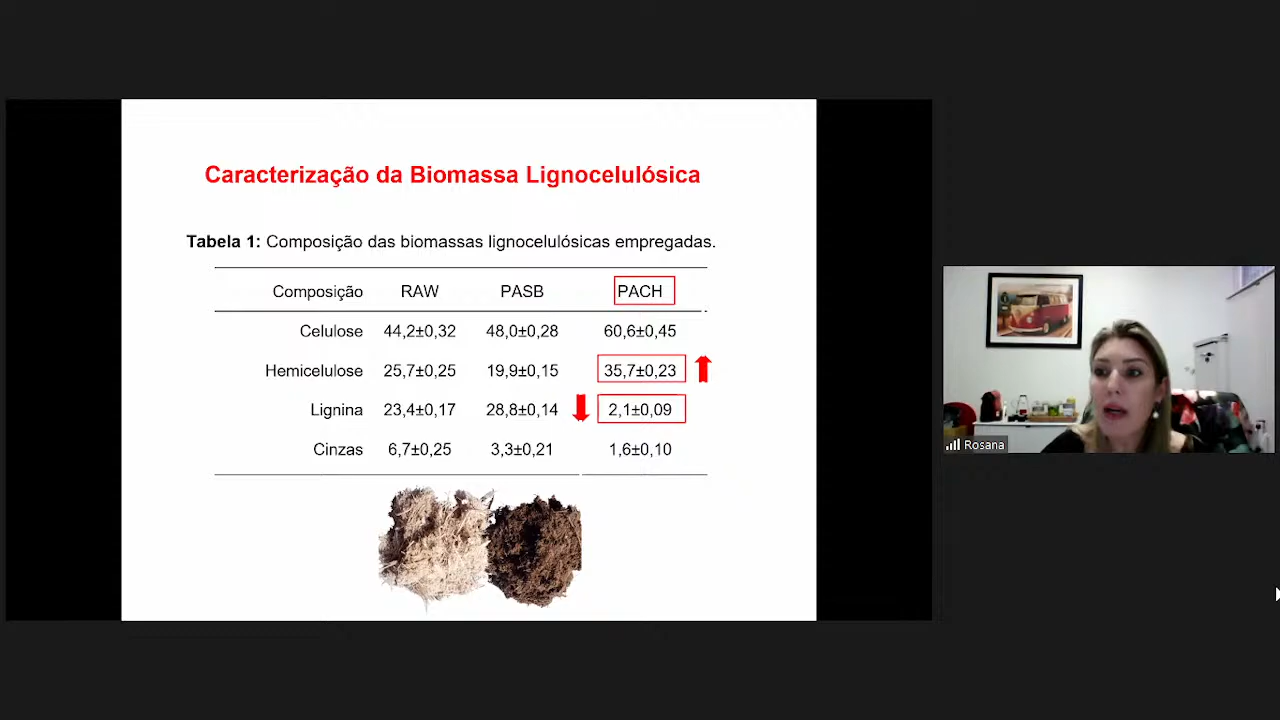 Caracterização da Biomassa Lignocelulósica
Tabela 1: Composição das biomassas lignocelulósicas empregadas.
Composição RAW PASB PACH
Celulose 44,2±0,32 48,0±0,28 60,6±0,45
Hemicelulose 25,7±0,25 19,9±0,15 35,7±0,23
Lignina 23,4±0,17 28,8±0,14 2,1±0,09
Cinzas 6,7±0,25 3,3±0,21 1,6±0,10
Rosana